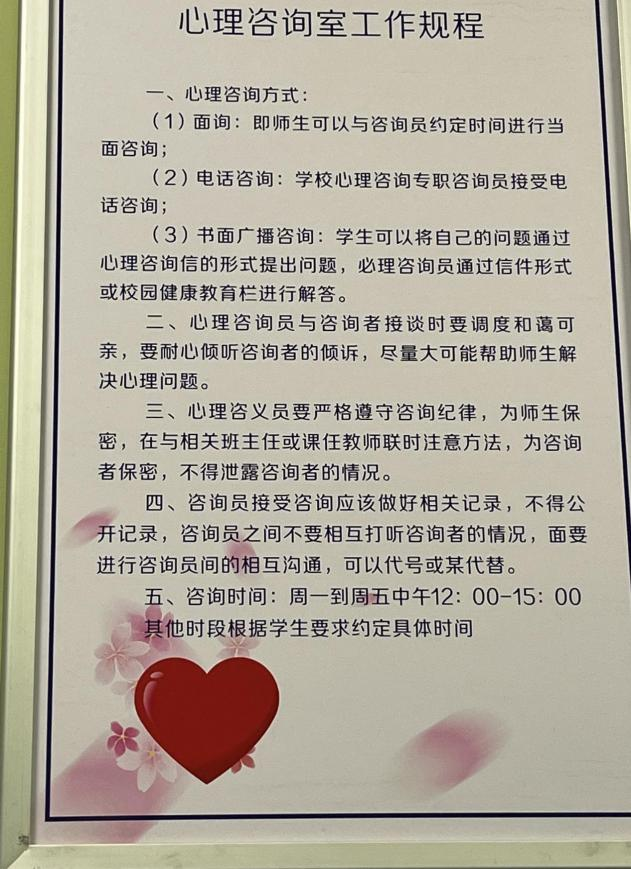 心理咨询室工作规程
一、心理咨询方式：
（1）面询：即师生可以与咨询员约定时间进行当
面咨询；
（2）电话咨询：学校心理咨询专职咨询员接受电
话咨询；
（3）书面广播咨询：学生可以将自己的问题通过
心理咨询信的形式提出问题，必理咨询员通过信件形式
或校园健康教育栏进行解答。
二、心理咨询员与咨询者接谈时要调度和蔼可
亲，要耐心倾听咨询者的倾诉，尽量大可能帮助师生解
决心理问题。
三、心理咨义员要严格遵守咨询纪律，为师生保
密，在与相关班主任或课任教师联时注意方法，为咨询
者保密，不得泄露咨询者的情况。
四、咨询员接受咨询应该做好相关记录，不得公
开记录，咨询员之间不要相互打听咨询者的情况，面要
进行咨询员间的相互沟通，可以代号或某代替。
五、咨询时间：周一到周五中午12：00-15：00
其他时段根据学生要求约定具体时间